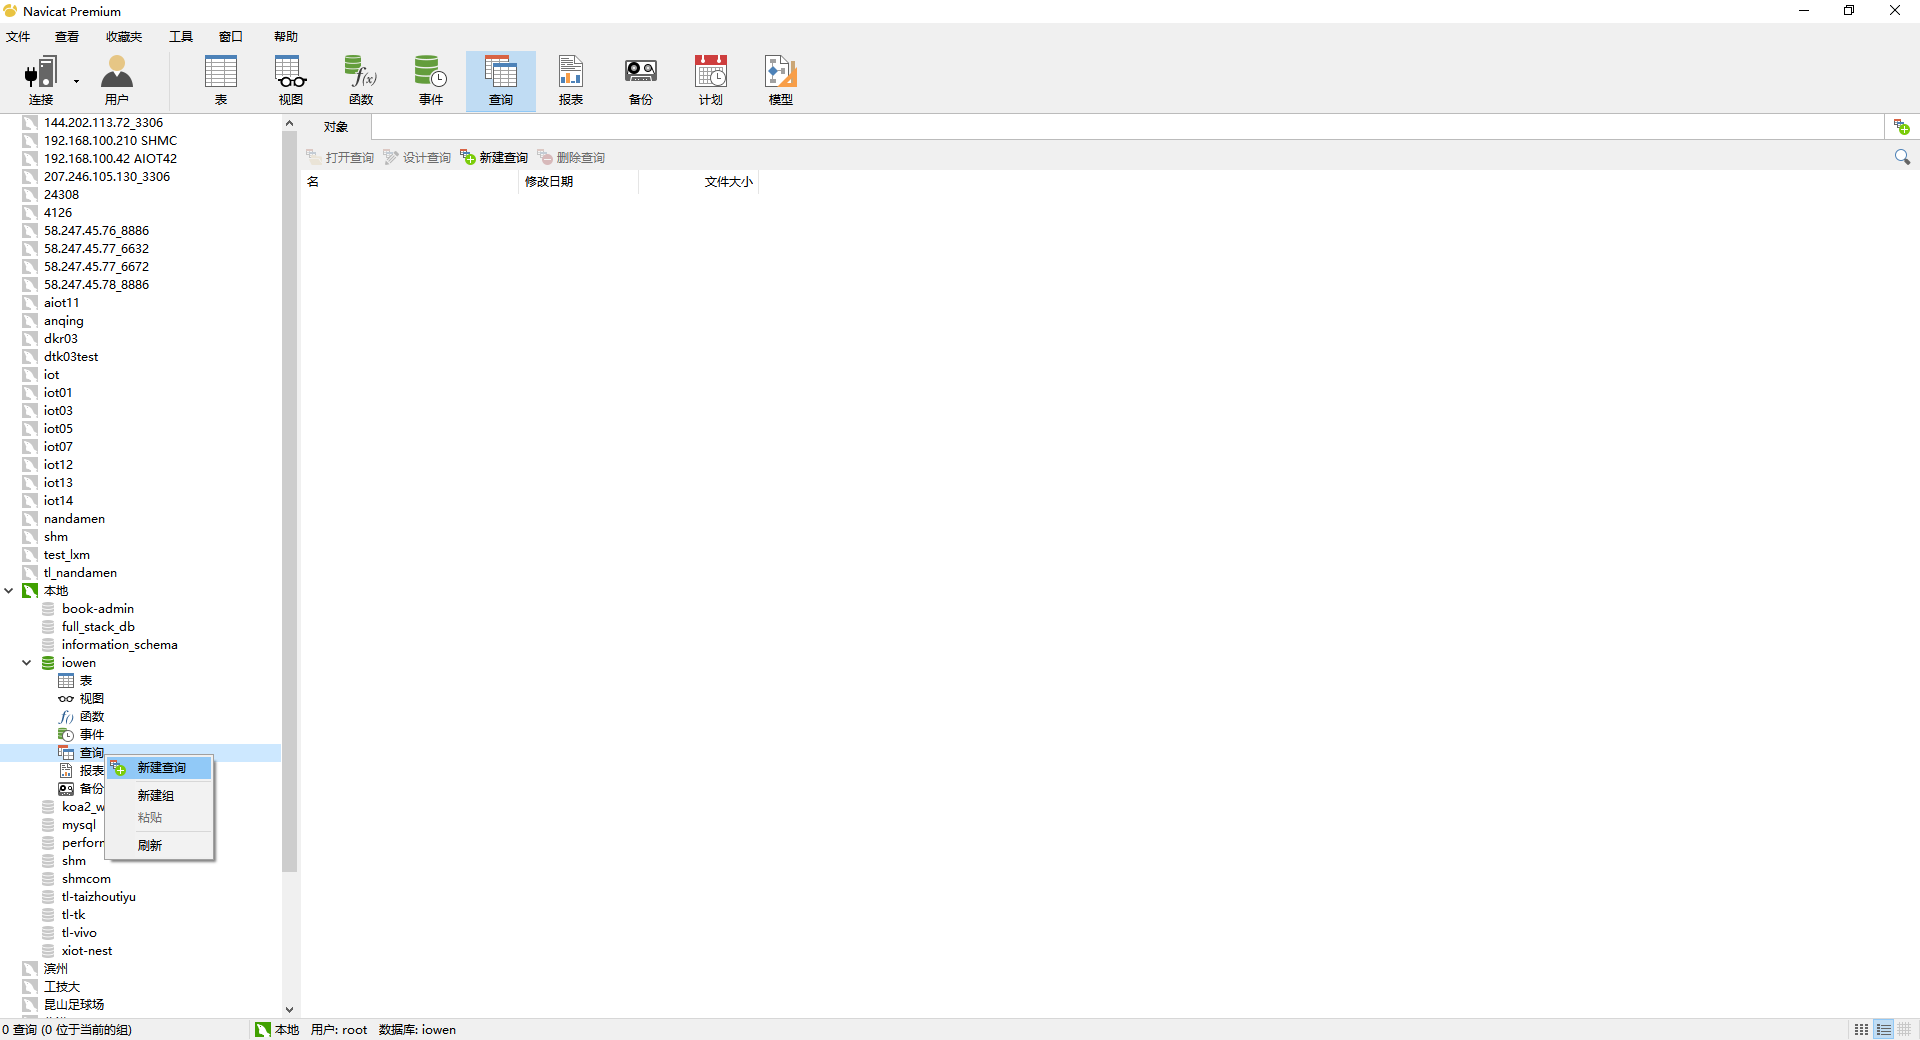 Navicat Premium
文件 查看 收藏夹 工具 窗口 帮助
连接 用户 表 视图 函数 事件 查询 报表 备份 计划 模型
对象
打开查询 设计查询 新建查询 删除查询
名 修改日期 文件大小
144.202.113.72_3306
192.168.100.210 SHMC
192.168.100.42 AIOT42
207.246.105.130_3306
24308
4126
58.247.45.76_8886
58.247.45.77_6632
58.247.45.77_6672
58.247.45.78_8886
aiot11
anqing
dkr03
dtk03test
iot
iot01
iot03
iot05
iot07
iot12
iot13
iot14
nandamen
shm
test_lxm
tl_nandamen
本地
book-admin
full_stack_db
information_schema
iowen
表
视图
函数
事件
查询
报表
备份
koa2_w
mysql
perforr
shm
shmcom
tl-taizhoutiyu
tl-tk
tl-vivo
xiot-nest
滨州
工技大
昆山足球场
新建查询
新建组
粘贴
刷新
0 查询 (0 位于当前的组) 本地 用户: root 数据库: iowen